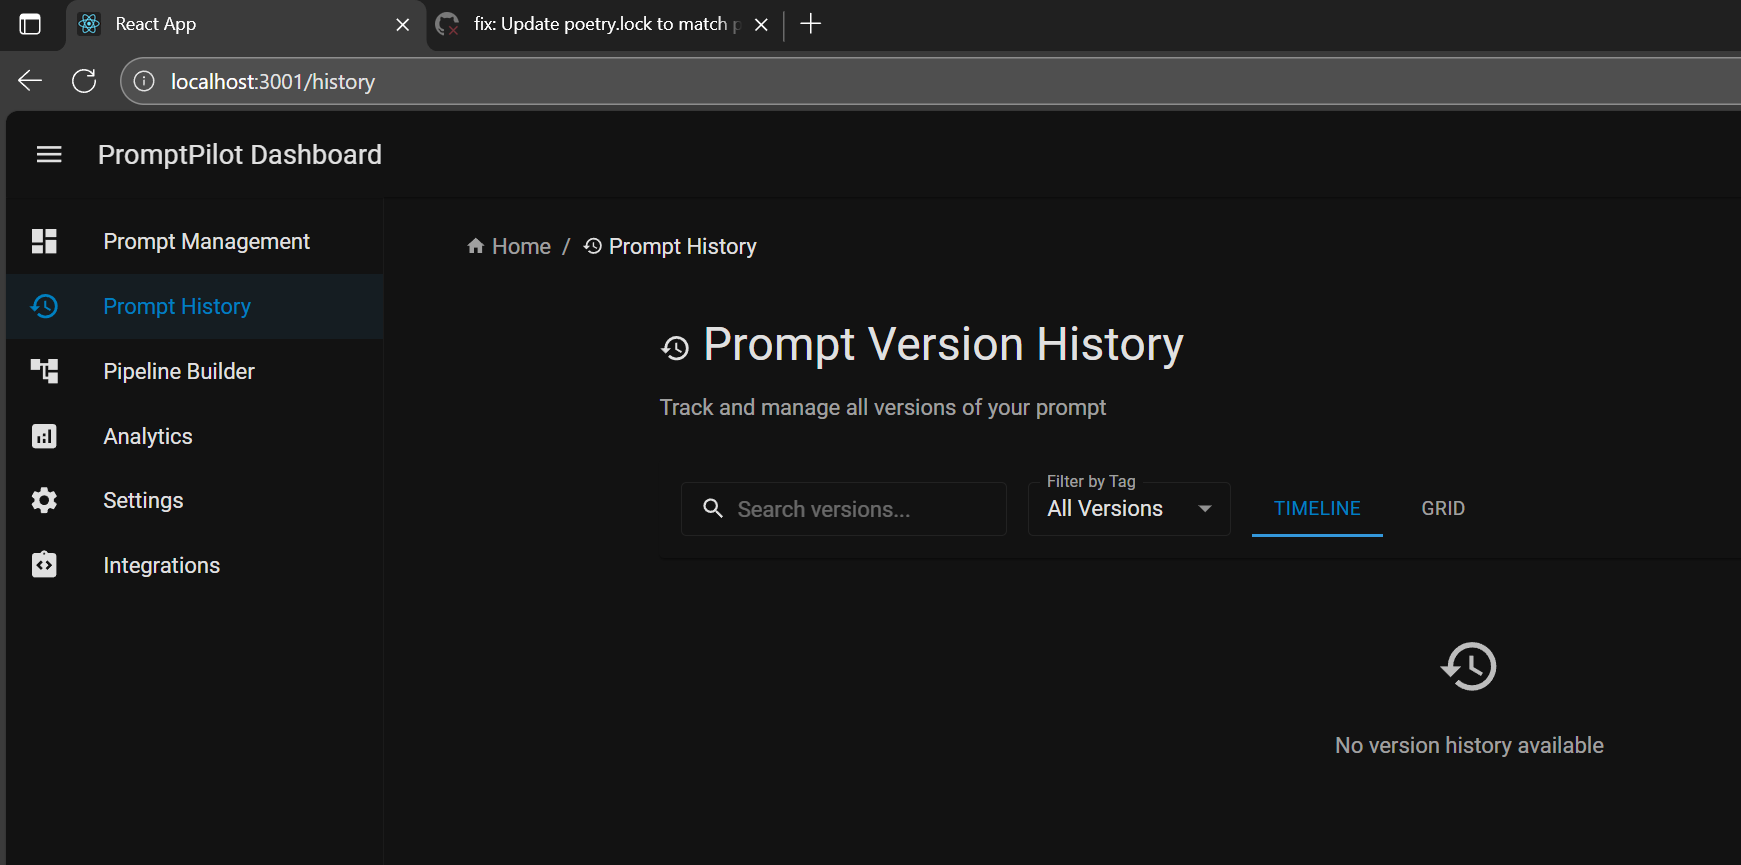 React App
fix: Update poetry.lock to match
localhost:3001/history
PromptPilot Dashboard
Prompt Management
Prompt History
Pipeline Builder
Analytics
Settings
Integrations
Home / Prompt History
Prompt Version History
Track and manage all versions of your prompt
Search versions...
Filter by Tag
All Versions
TIMELINE
GRID
No version history available